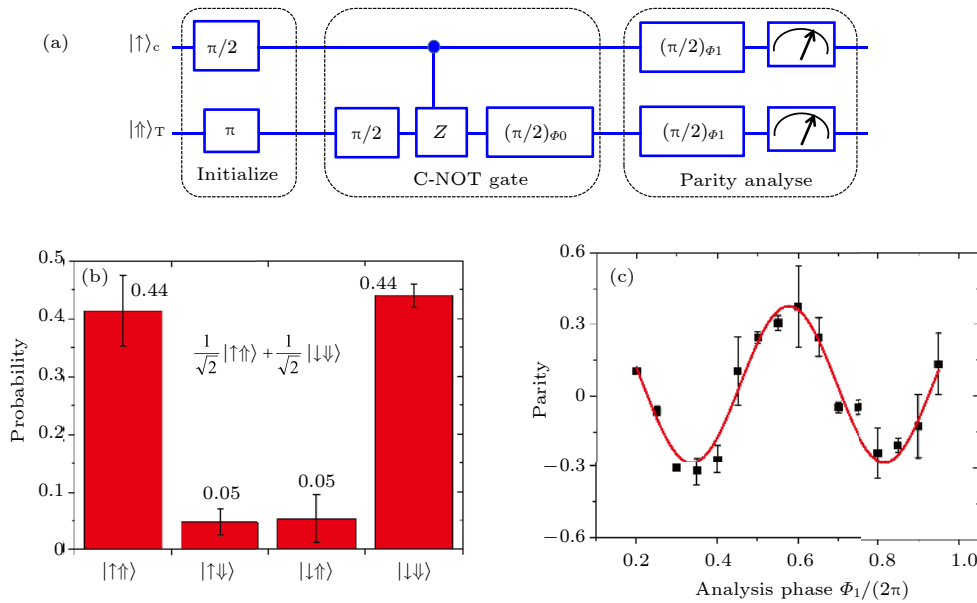 (a)
|↑⟩c π/2 (π/2)Φ1
|⇑⟩T π π/2 Z (π/2)Φ0 (π/2)Φ1
Initialize C-NOT gate Parity analyse
(b)
Probability
0.5
0.4
0.3
0.2
0.1
0
0.44
0.05
0.05
0.44
1/√2 |↑⇑⟩ + 1/√2 |↓⇓⟩
|↑⇑⟩ |↑⇓⟩ |↓⇑⟩ |↓⇓⟩
(c)
Parity
0.6
0.3
0
−0.3
−0.6
0.2 0.4 0.6 0.8 1.0
Analysis phase Φ1/(2π)